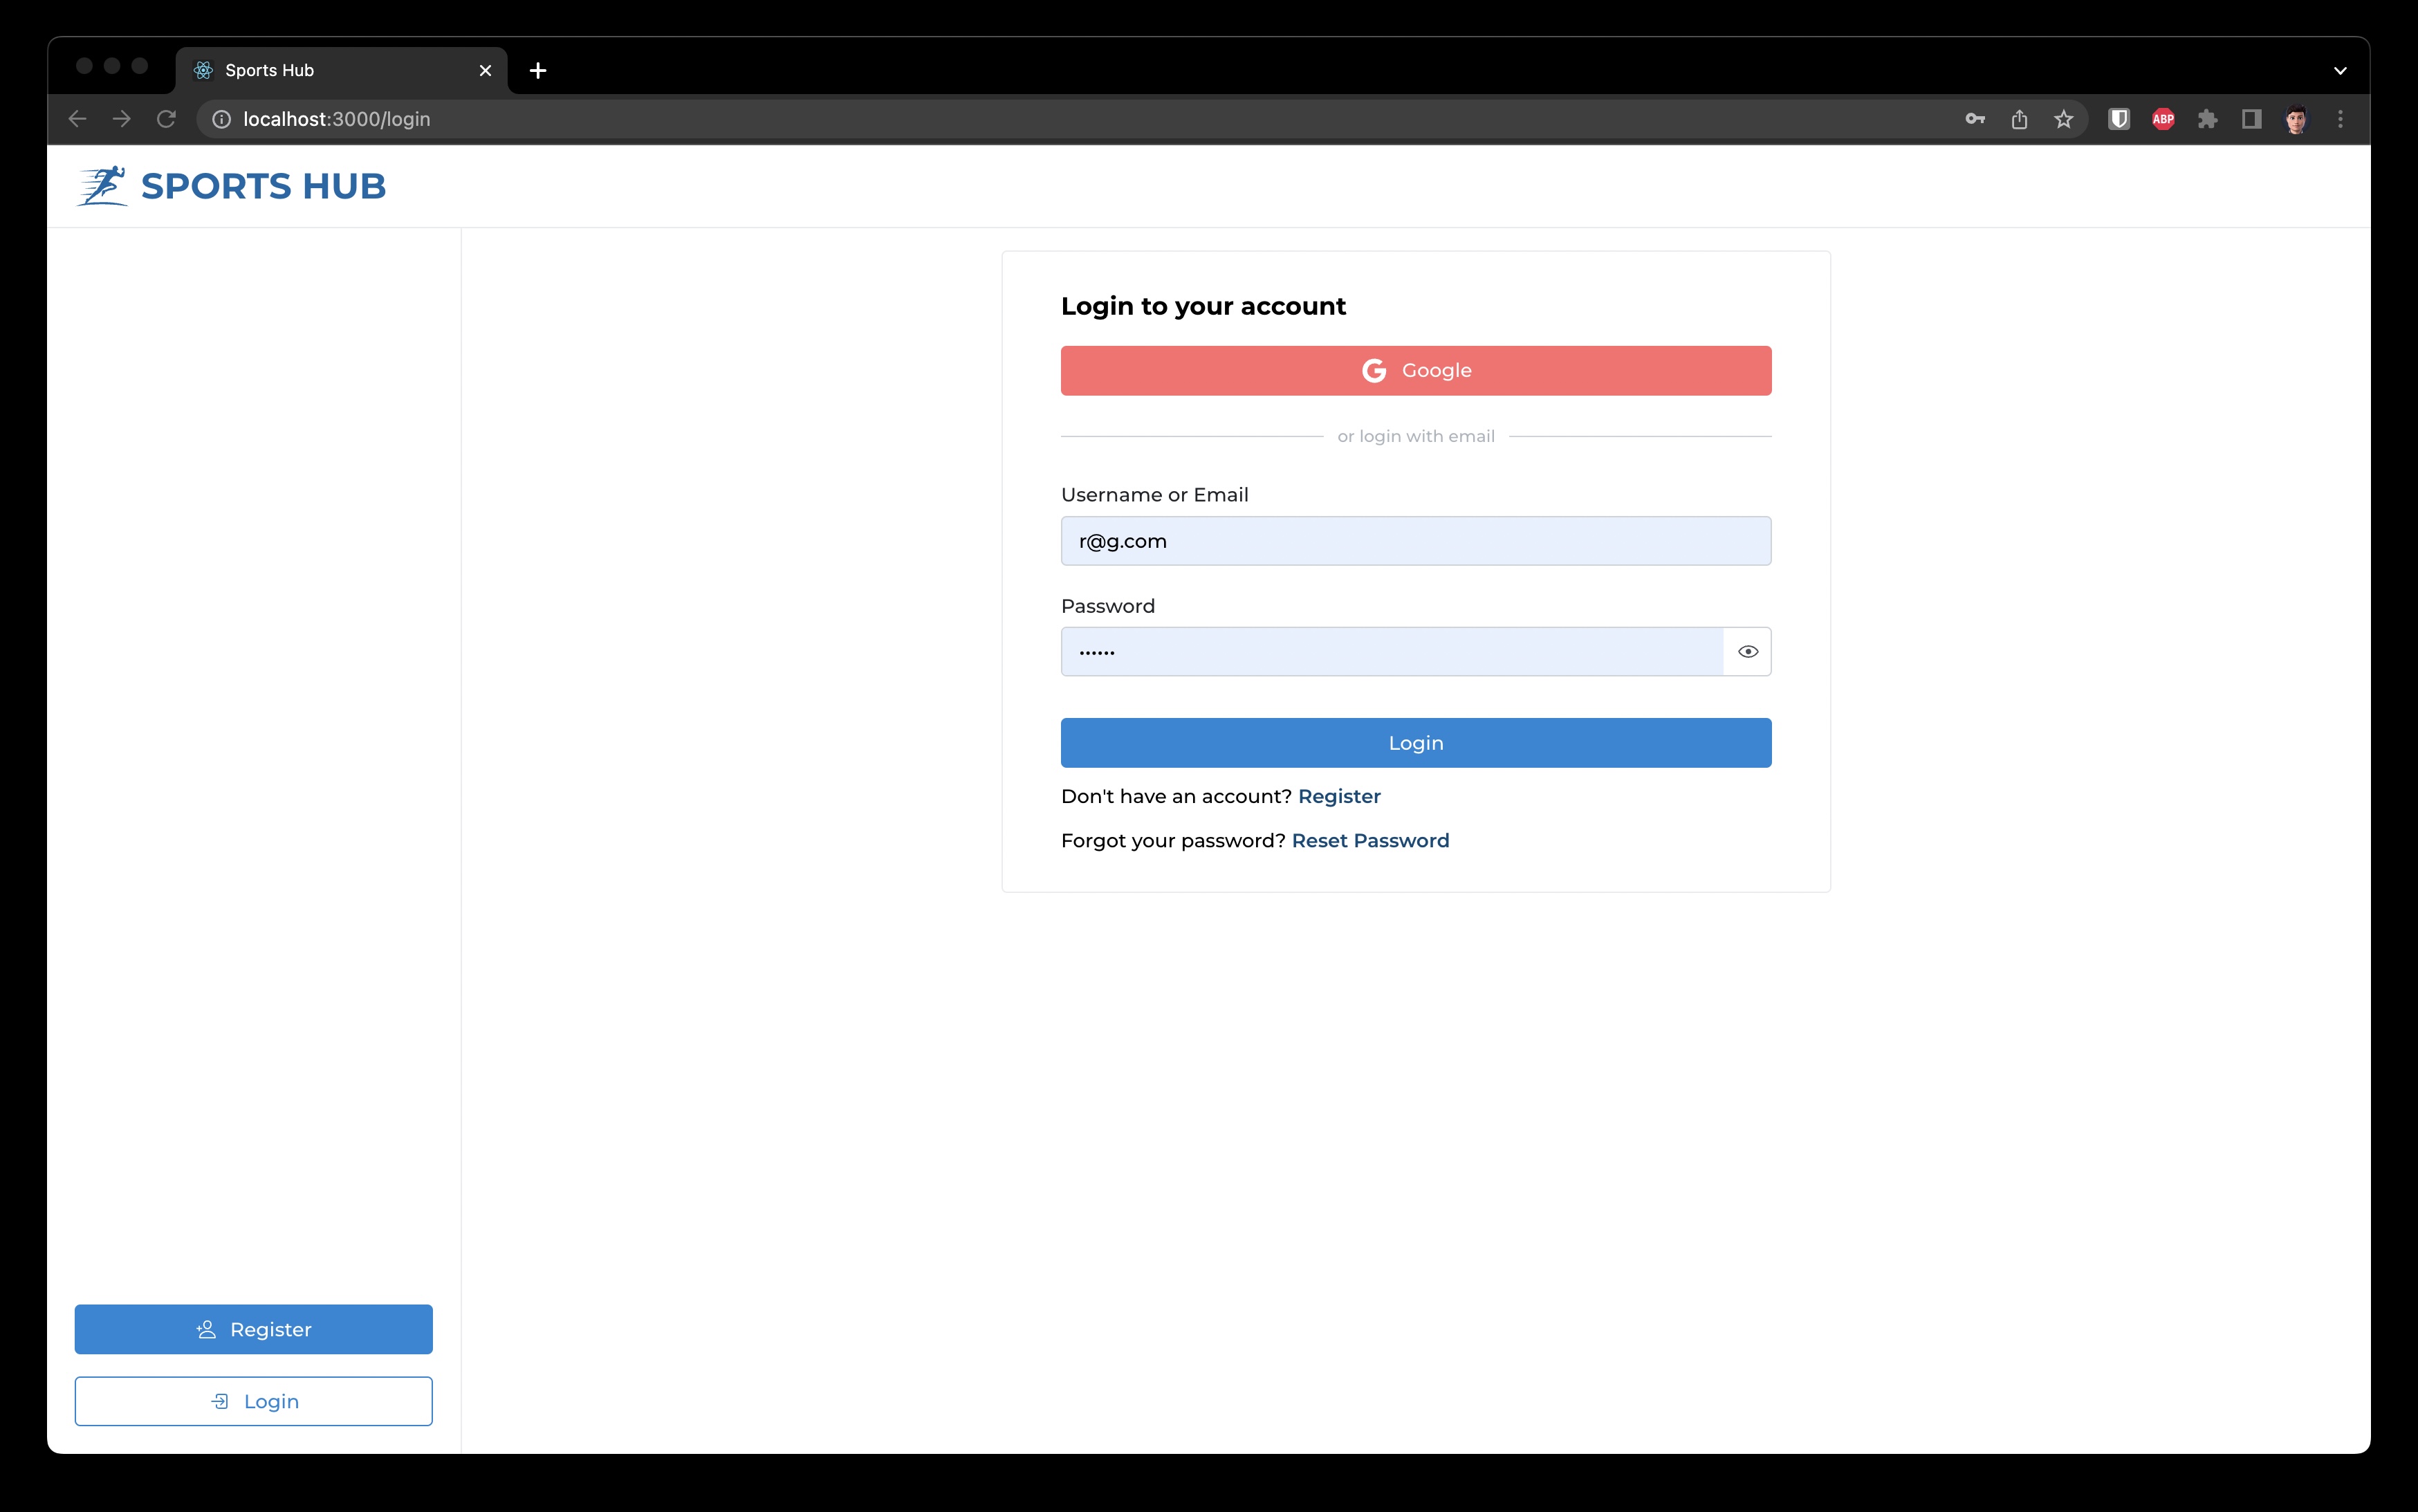 Sports Hub
localhost:3000/login
ABP
SPORTS HUB
Login to your account
G Google
or login with email
Username or Email
r@g.com
Password
••••••
Login
Don't have an account? Register
Forgot your password? Reset Password
Register
Login